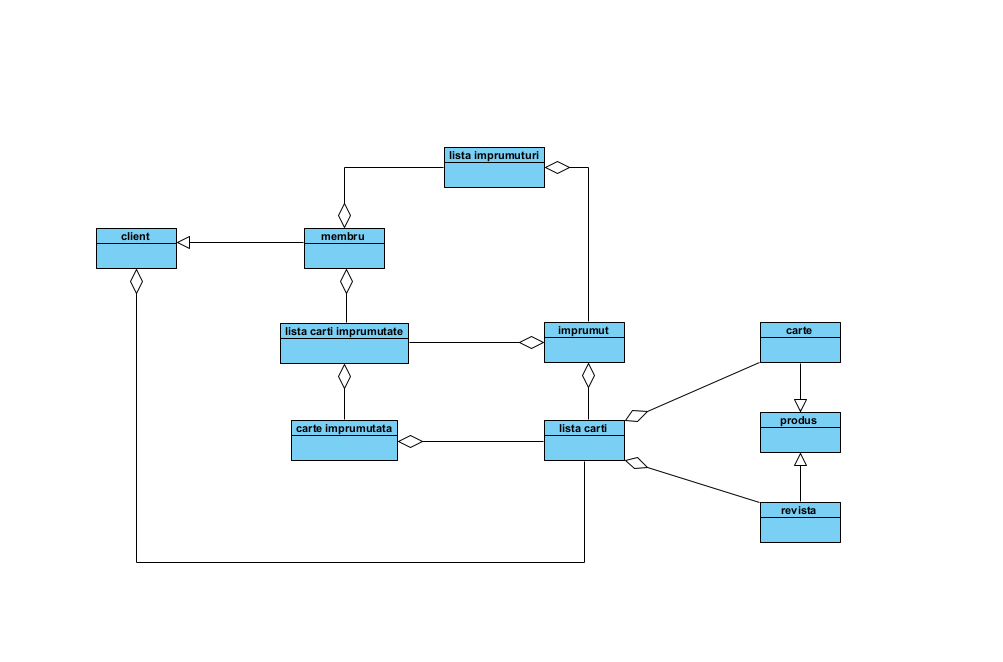 lista imprumuturi
client
membru
lista carti imprumutate
imprumut
carte
carte imprumutata
lista carti
produs
revista